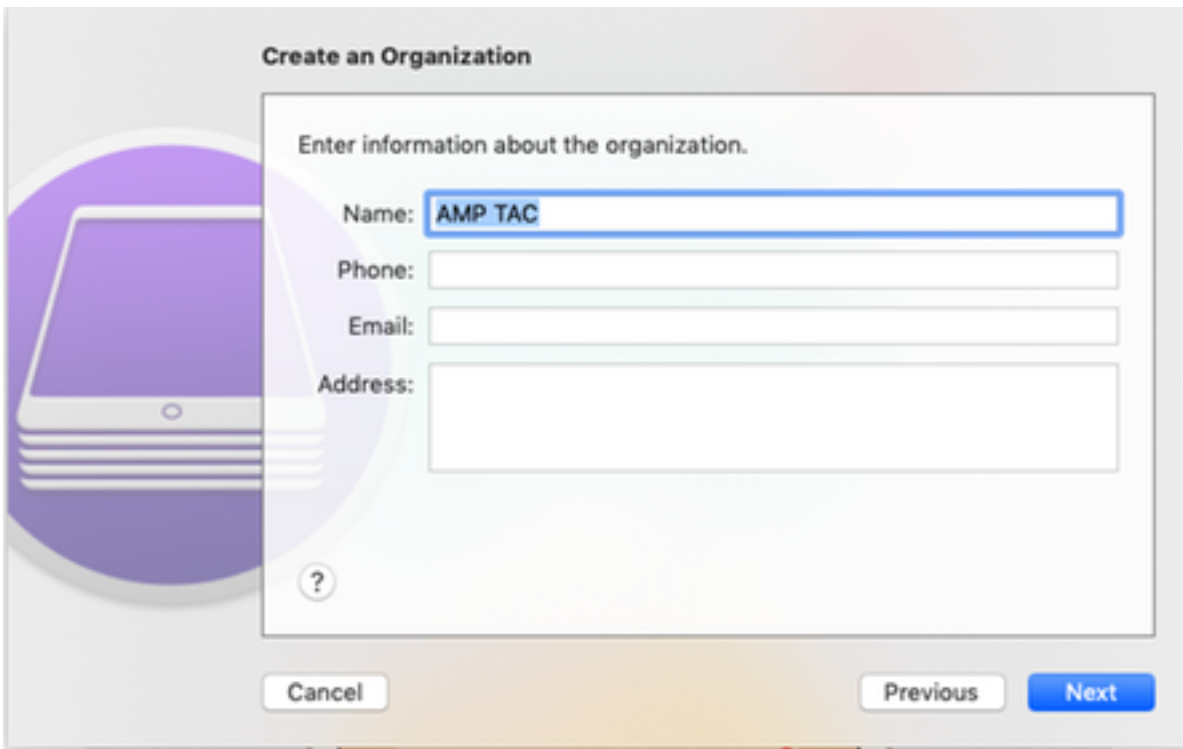 Create an Organization
Enter information about the organization.
Name: AMP TAC
Phone:
Email:
Address:
?
Cancel Previous Next